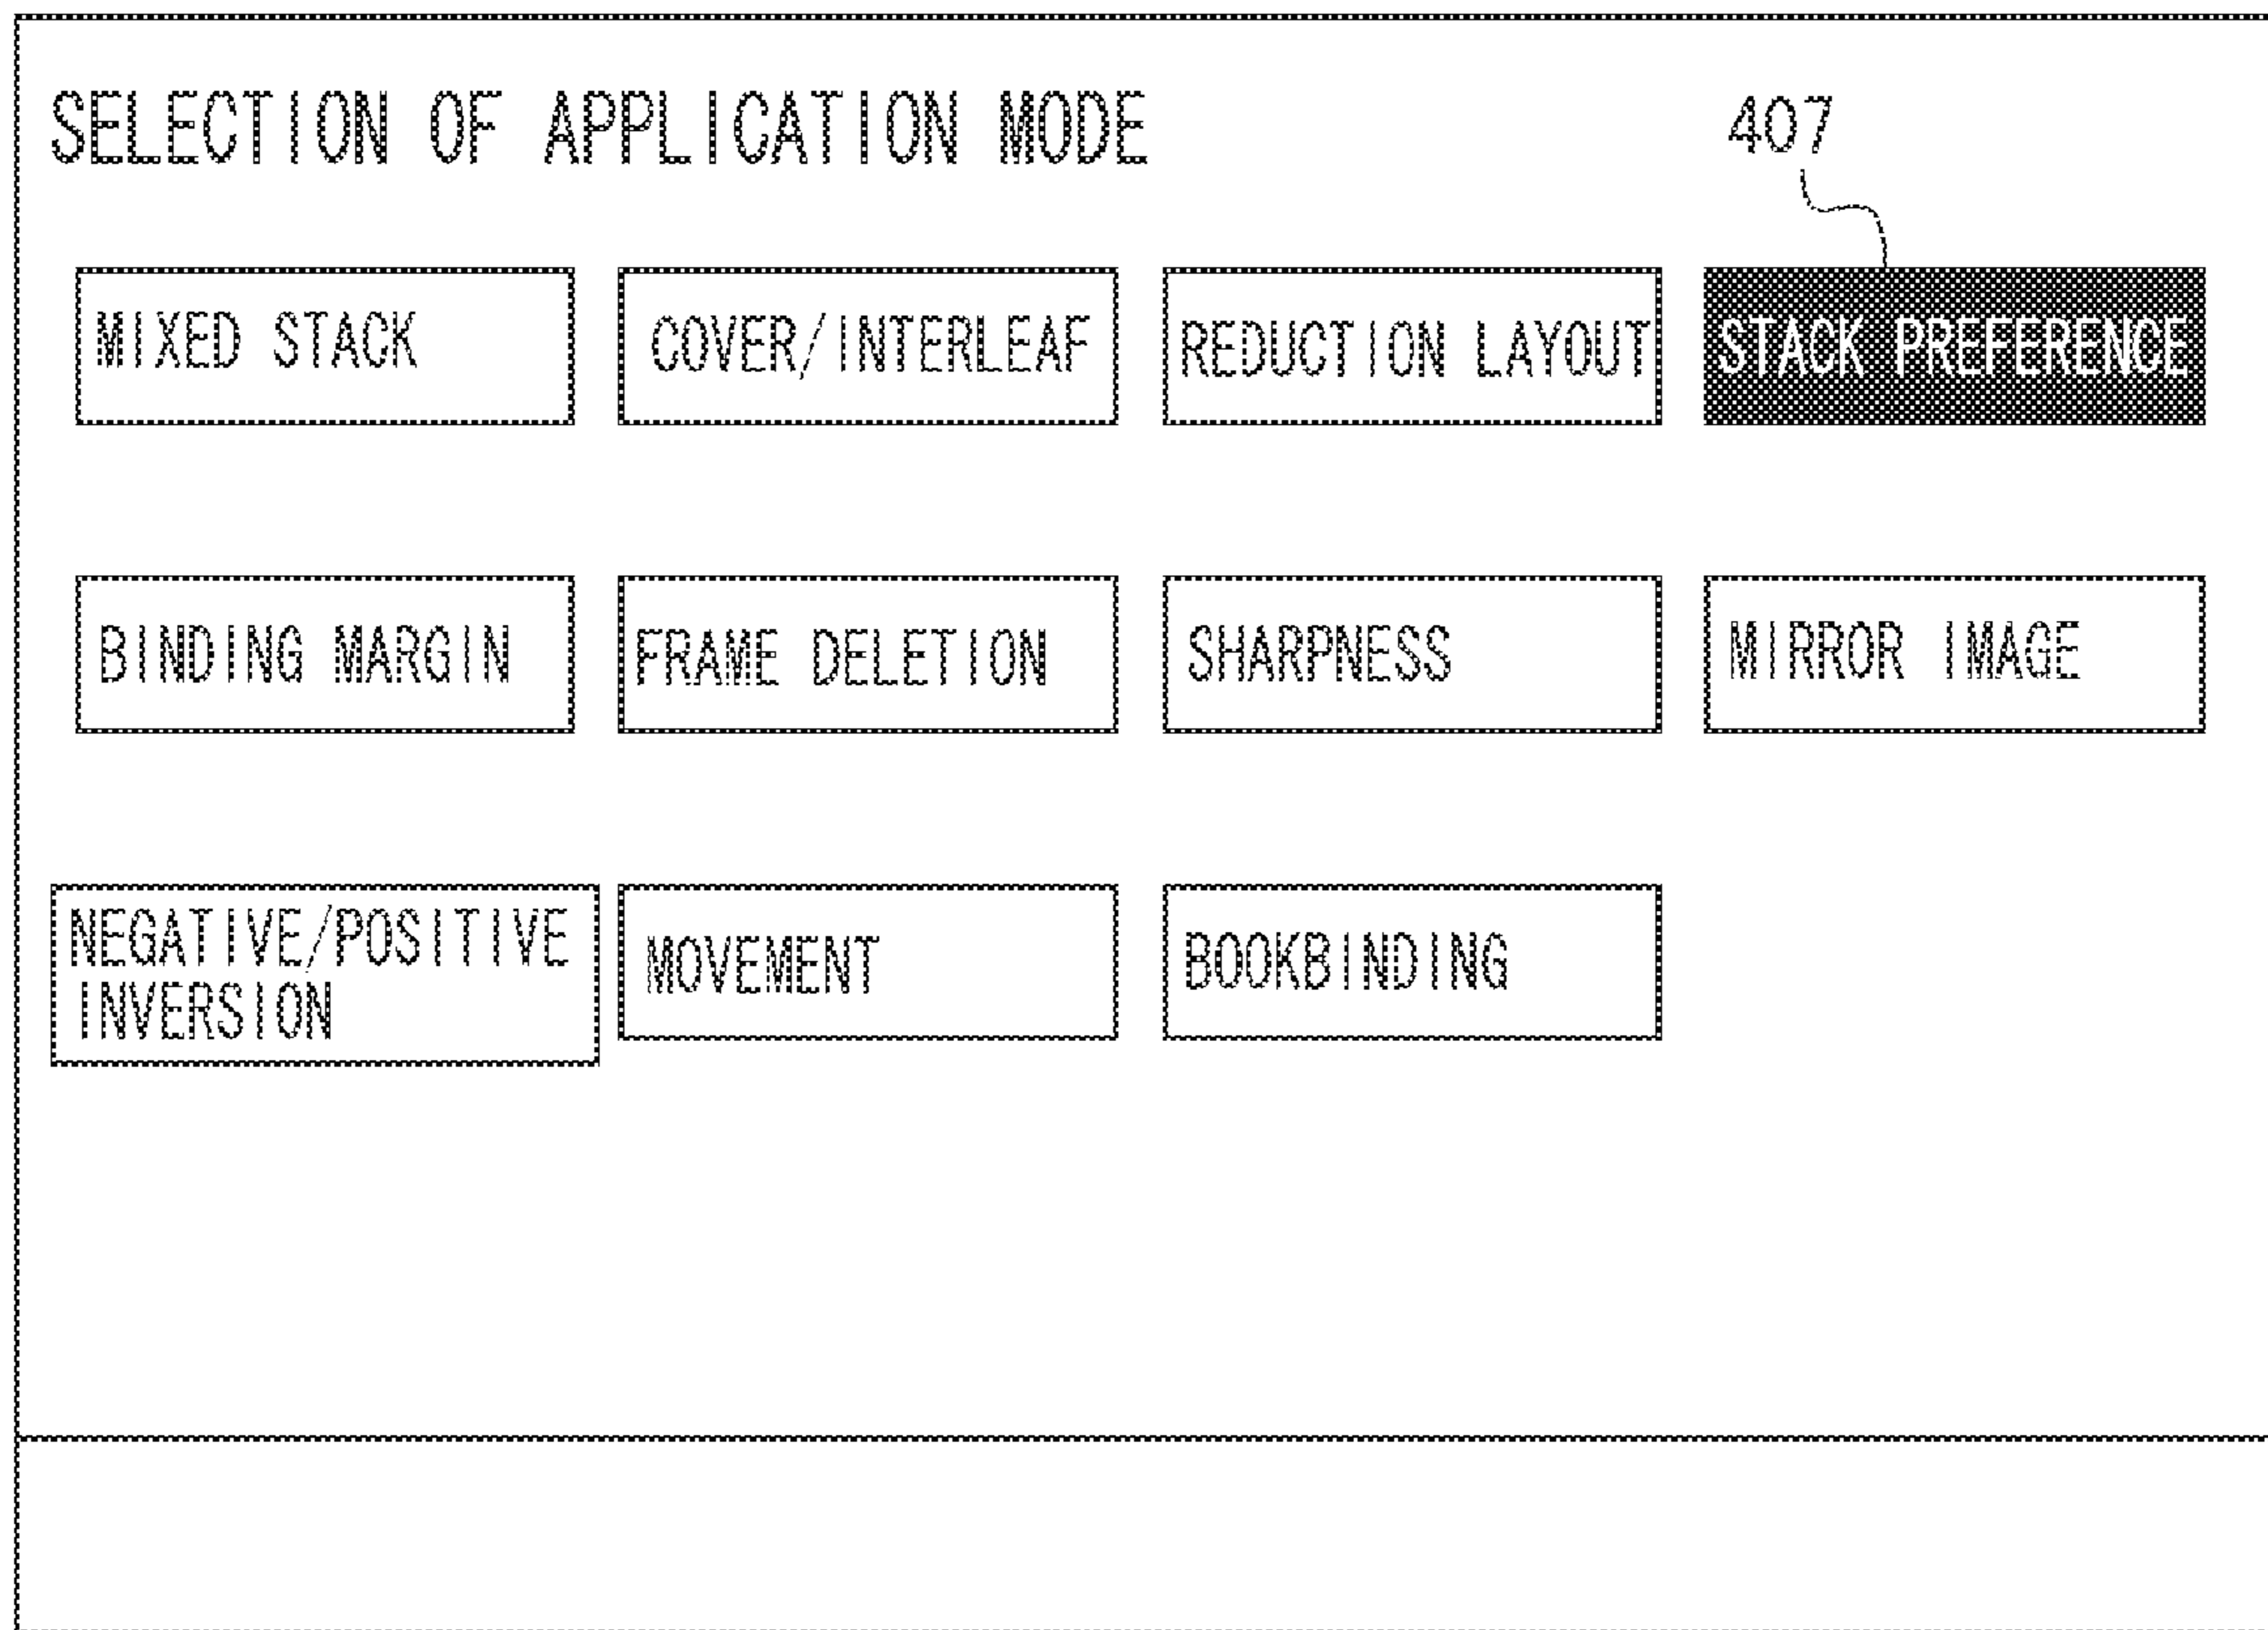 SELECTION OF APPLICATION MODE
407
MIXED STACK
COVER/INTERLEAF
REDUCTION LAYOUT
STACK PREFERENCE
BINDING MARGIN
FRAME DELETION
SHARPNESS
MIRROR IMAGE
NEGATIVE/POSITIVE
INVERSION
MOVEMENT
BOOKBINDING